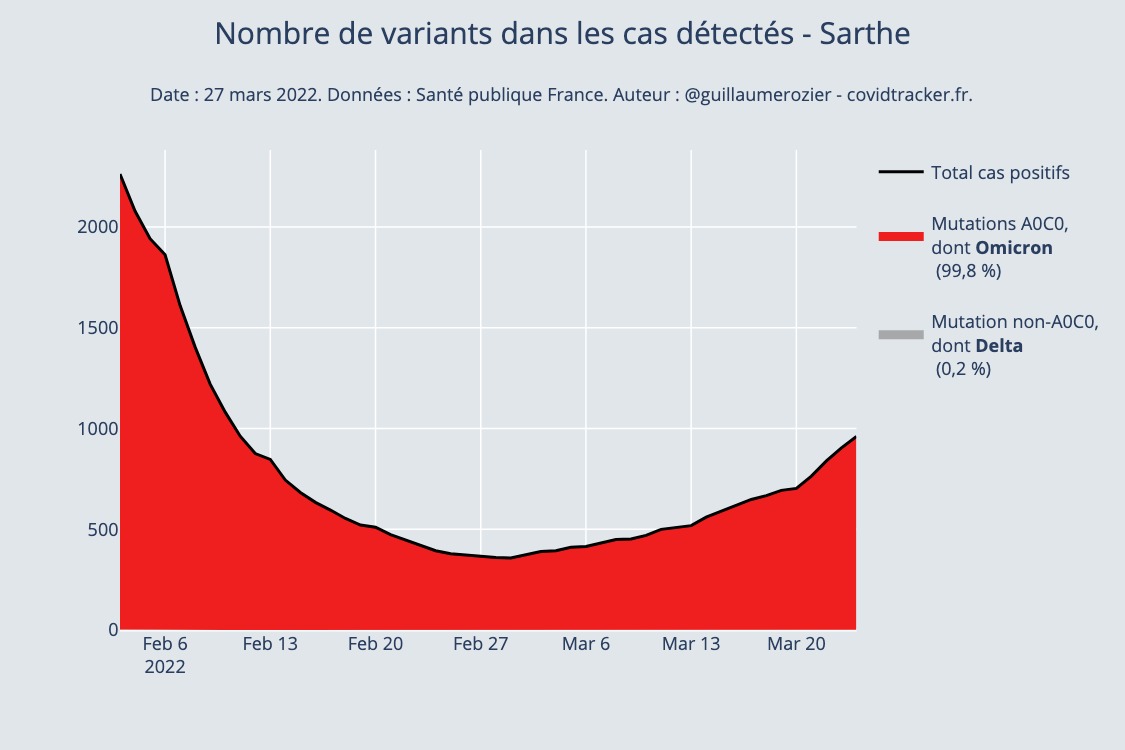 Nombre de variants dans les cas détectés - Sarthe
Date : 27 mars 2022. Données : Santé publique France. Auteur : @guillaumerozier - covidtracker.fr.
Total cas positifs
Mutations A0C0,
dont Omicron
(99,8 %)
Mutation non-A0C0,
dont Delta
(0,2 %)
2000
1500
1000
500
0
Feb 6 Feb 13 Feb 20 Feb 27 Mar 6 Mar 13 Mar 20
2022